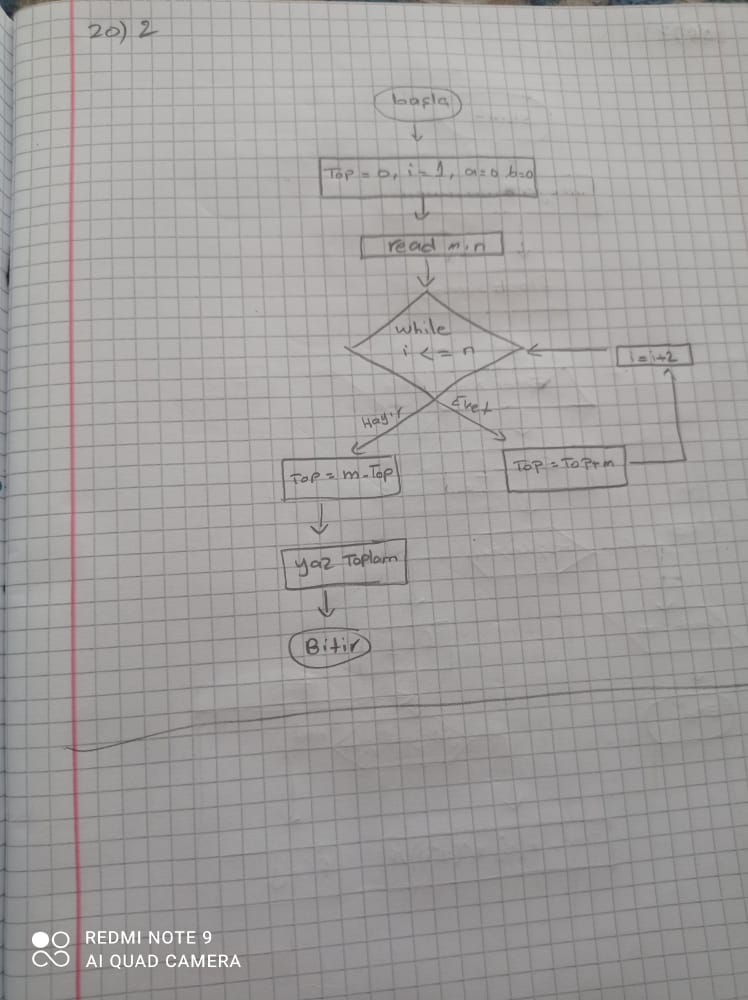 20) 2
başla
Top = 0, i = 1, a=0 b=0
read m,n
while
i <= n
i=i+2
Hayır
Evet
Top = m-Top
Top = Top+m
yaz Toplam
Bitir
REDMI NOTE 9
AI QUAD CAMERA